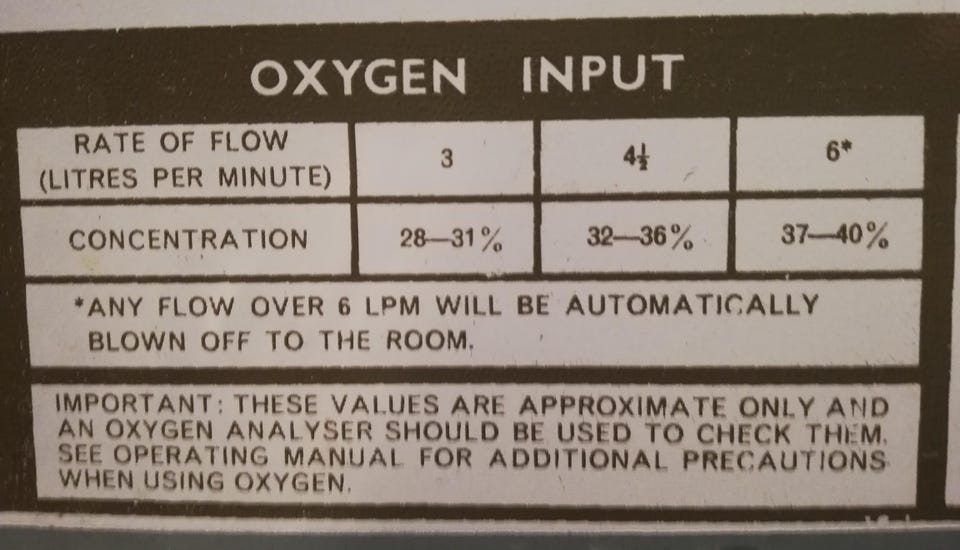 OXYGEN INPUT
RATE OF FLOW
(LITRES PER MINUTE)
3
4½
6*
CONCENTRATION
28—31%
32—36%
37—40%
*ANY FLOW OVER 6 LPM WILL BE AUTOMATICALLY
BLOWN OFF TO THE ROOM.
IMPORTANT: THESE VALUES ARE APPROXIMATE ONLY AND
AN OXYGEN ANALYSER SHOULD BE USED TO CHECK THEM.
SEE OPERATING MANUAL FOR ADDITIONAL PRECAUTIONS
WHEN USING OXYGEN.